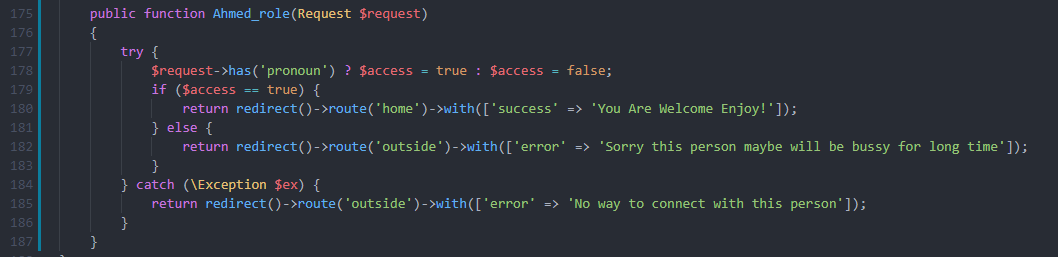 175 public function Ahmed_role(Request $request)
176 {
177 try {
178 $request->has('pronoun') ? $access = true : $access = false;
179 if ($access == true) {
180 return redirect()->route('home')->with(['success' => 'You Are Welcome Enjoy!']);
181 } else {
182 return redirect()->route('outside')->with(['error' => 'Sorry this person maybe will be bussy for long time']);
183 }
184 } catch (\Exception $ex) {
185 return redirect()->route('outside')->with(['error' => 'No way to connect with this person']);
186 }
187 }